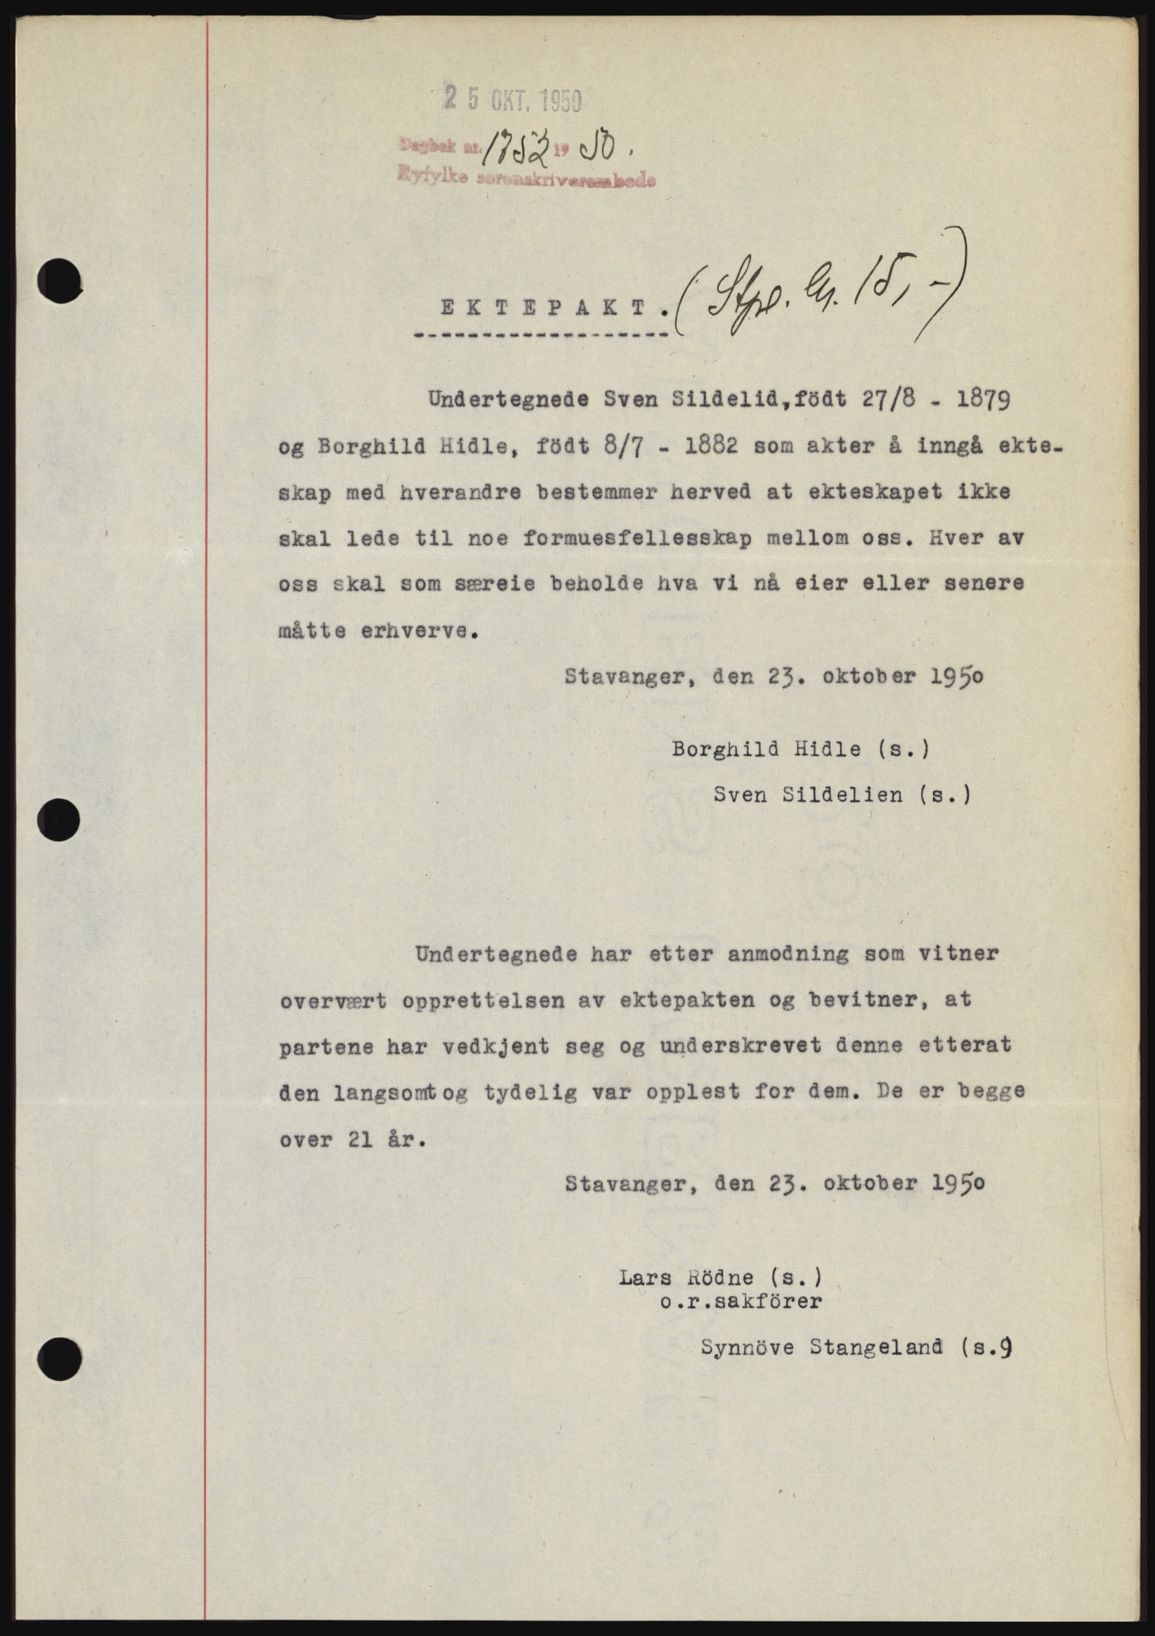 25 OKT. 1950
Dagbok nr. 1752 19 50.
Ryfylke sorenskriverembede
EKTEPAKT. (Stpl. kr. 15,-)
Undertegnede Sven Sildelid, födt 27/8 - 1879
og Borghild Hidle, födt 8/7 - 1882 som akter å inngå ekte-
skap med hverandre bestemmer herved at ekteskapet ikke
skal lede til noe formuesfellesskap mellom oss. Hver av
oss skal som særeie beholde hva vi nå eier eller senere
måtte erhverve.
Stavanger, den 23. oktober 1950
Borghild Hidle (s.)
Sven Sildelien (s.)
Undertegnede har etter anmodning som vitner
overvært opprettelsen av ektepakten og bevitner, at
partene har vedkjent seg og underskrevet denne etterat
den langsomt og tydelig var opplest for dem. De er begge
over 21 år.
Stavanger, den 23. oktober 1950
Lars Rödne (s.)
o.r.sakförer
Synnöve Stangeland (s.9